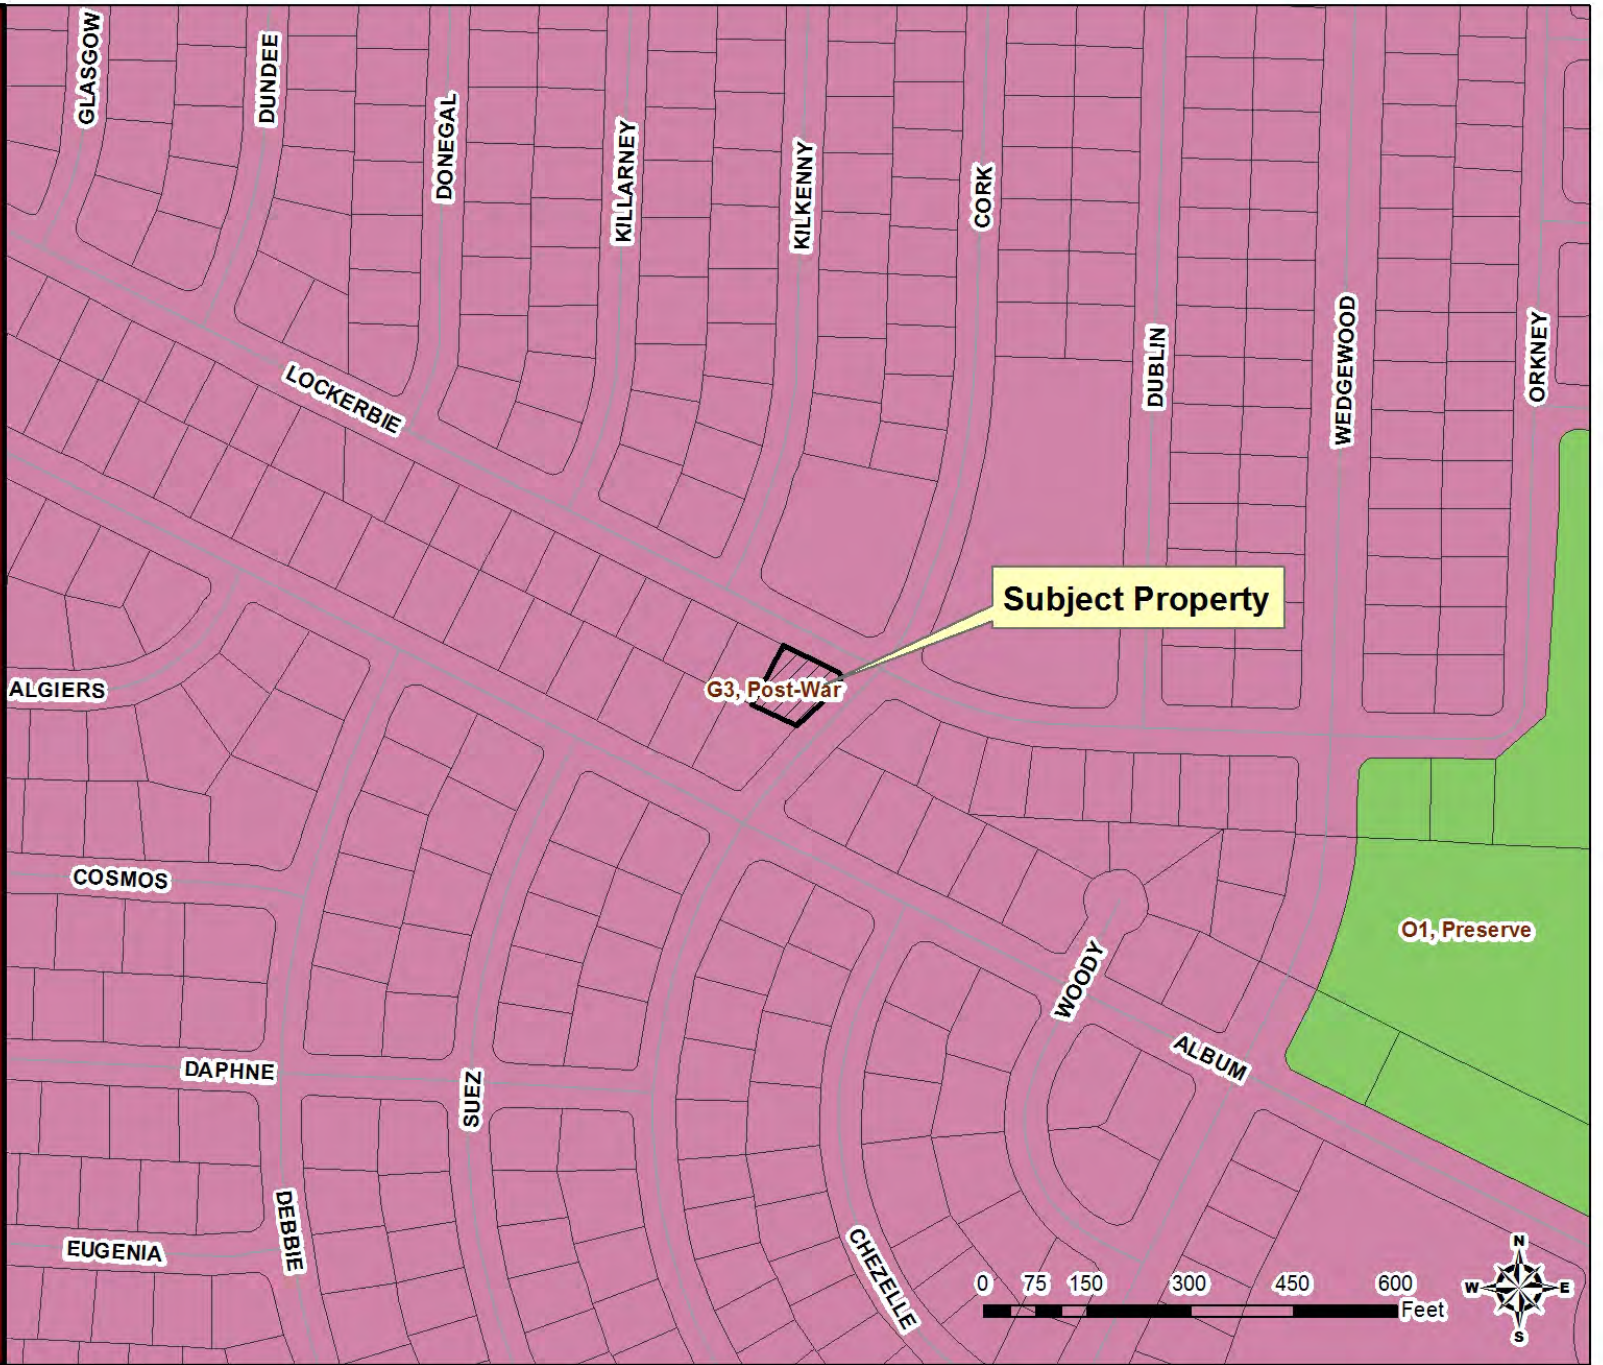 GLASGOW
DUNDEE
DONEGAL
KILLARNEY
KILKENNY
CORK
DUBLIN
WEDGEWOOD
ORKNEY
LOCKERBIE
Subject Property
G3, Post-War
ALGIERS
COSMOS
O1, Preserve
WOODY
ALBUM
DAPHNE
SUEZ
DEBBIE
EUGENIA
CHEZELLE
0 75 150 300 450 600
Feet
N
W E
S